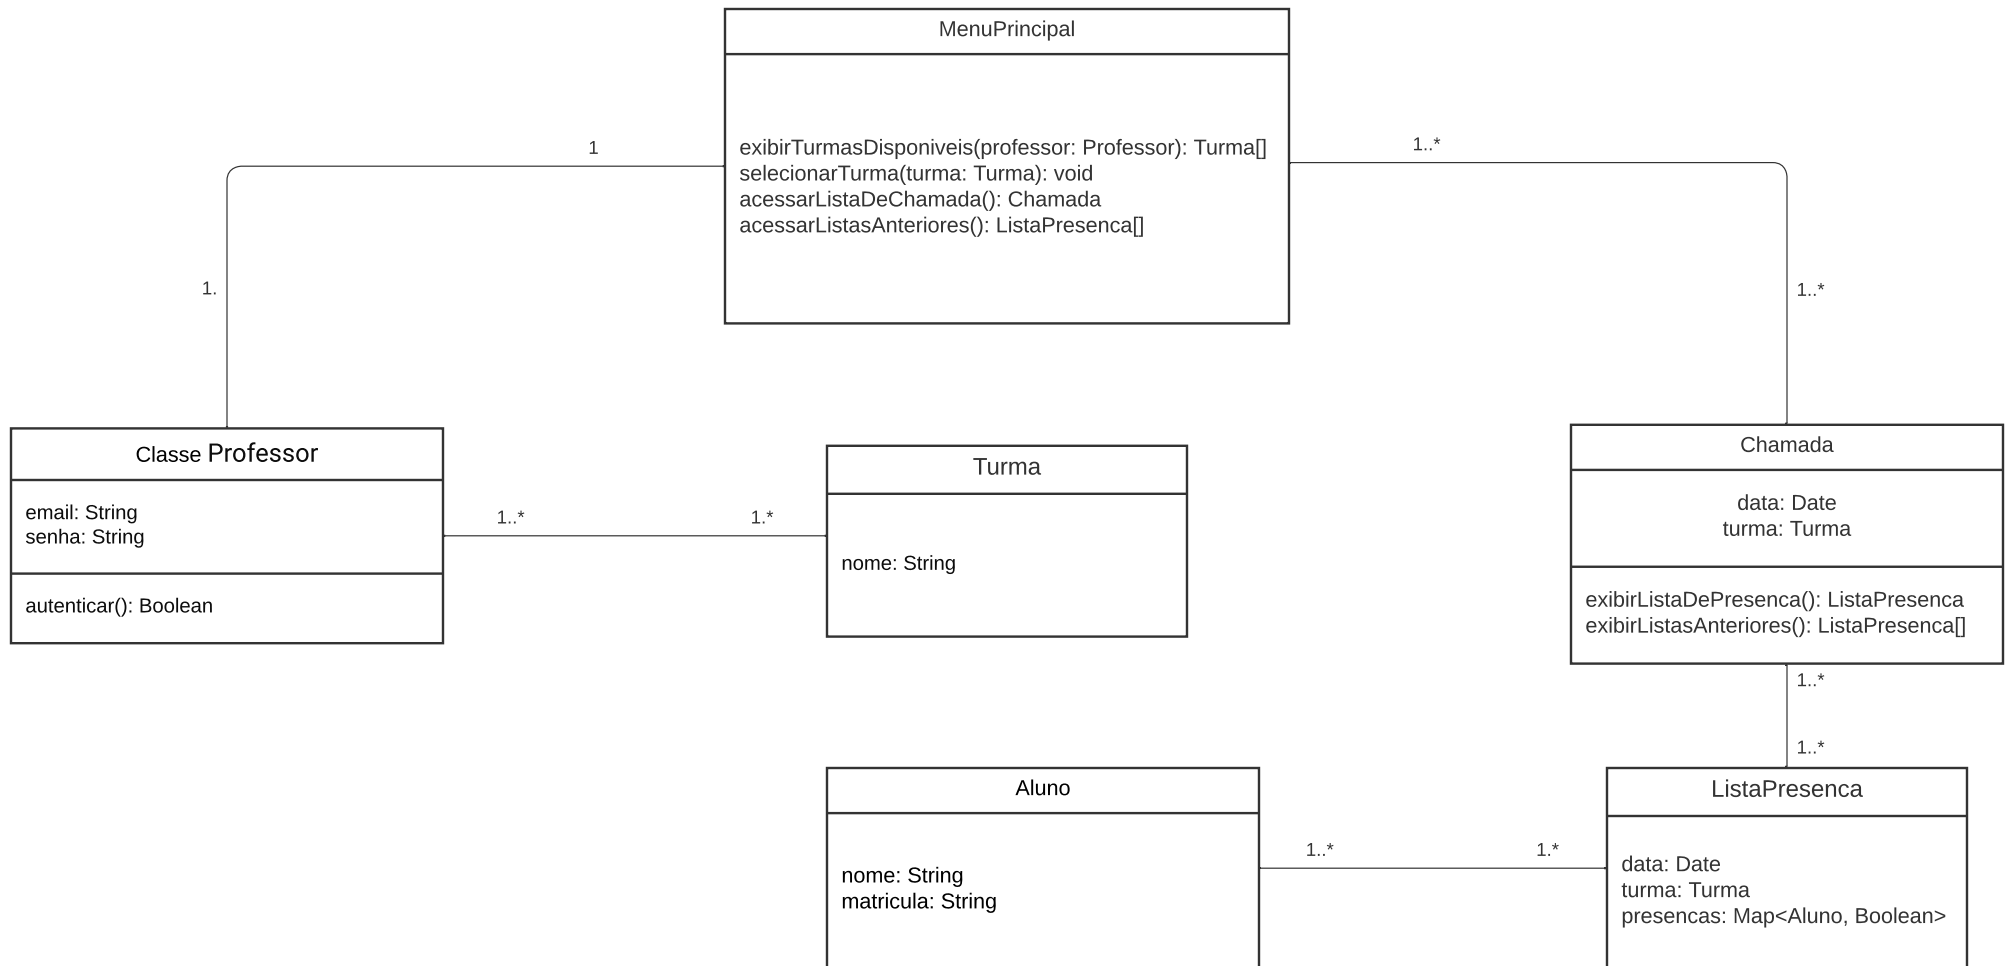 MenuPrincipal
exibirTurmasDisponiveis(professor: Professor): Turma[]
selecionarTurma(turma: Turma): void
acessarListaDeChamada(): Chamada
acessarListasAnteriores(): ListaPresenca[]
1
1.
1..*
1..*
Classe Professor
email: String
senha: String
autenticar(): Boolean
1..*
1.*
Turma
nome: String
Chamada
data: Date
turma: Turma
exibirListaDePresenca(): ListaPresenca
exibirListasAnteriores(): ListaPresenca[]
1..*
1..*
Aluno
nome: String
matricula: String
1..*
1.*
ListaPresenca
data: Date
turma: Turma
presencas: Map<Aluno, Boolean>